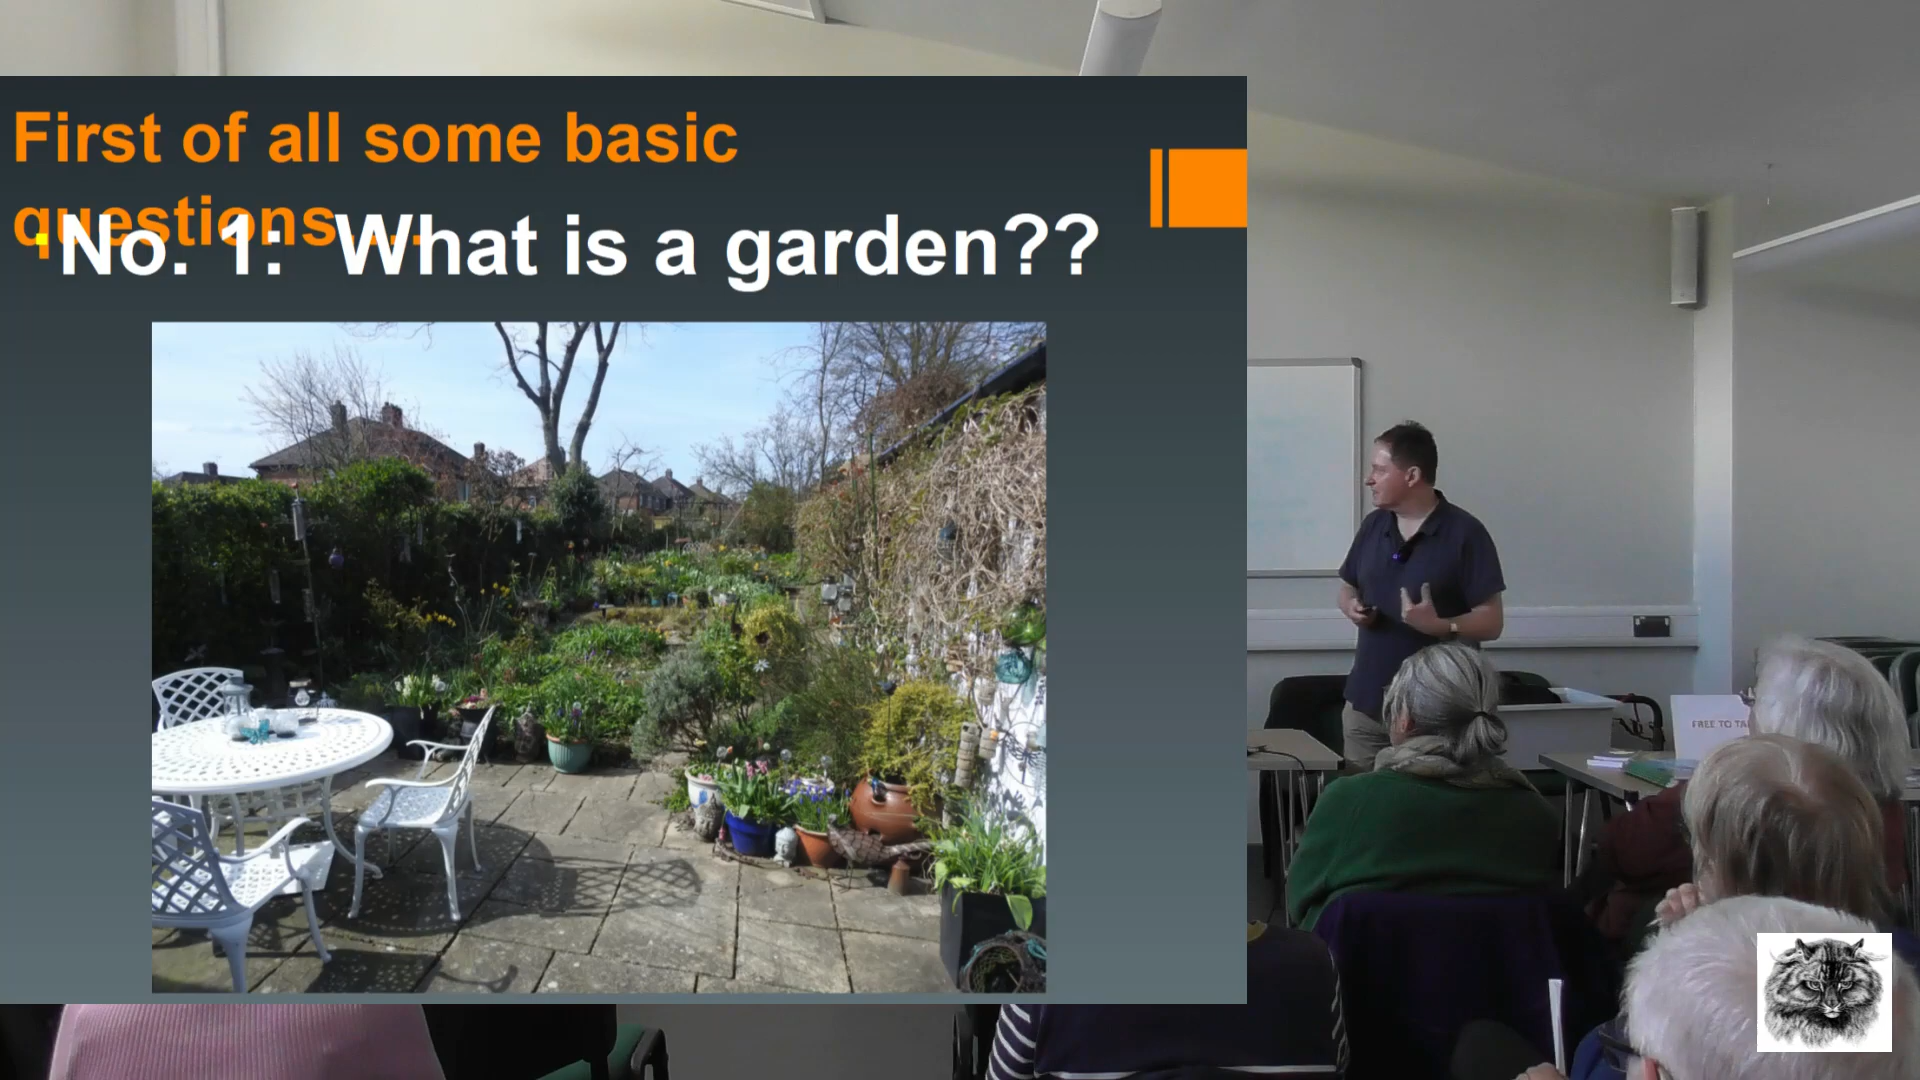 First of all some basic
questions....
No. 1: What is a garden??
FREE TO TA